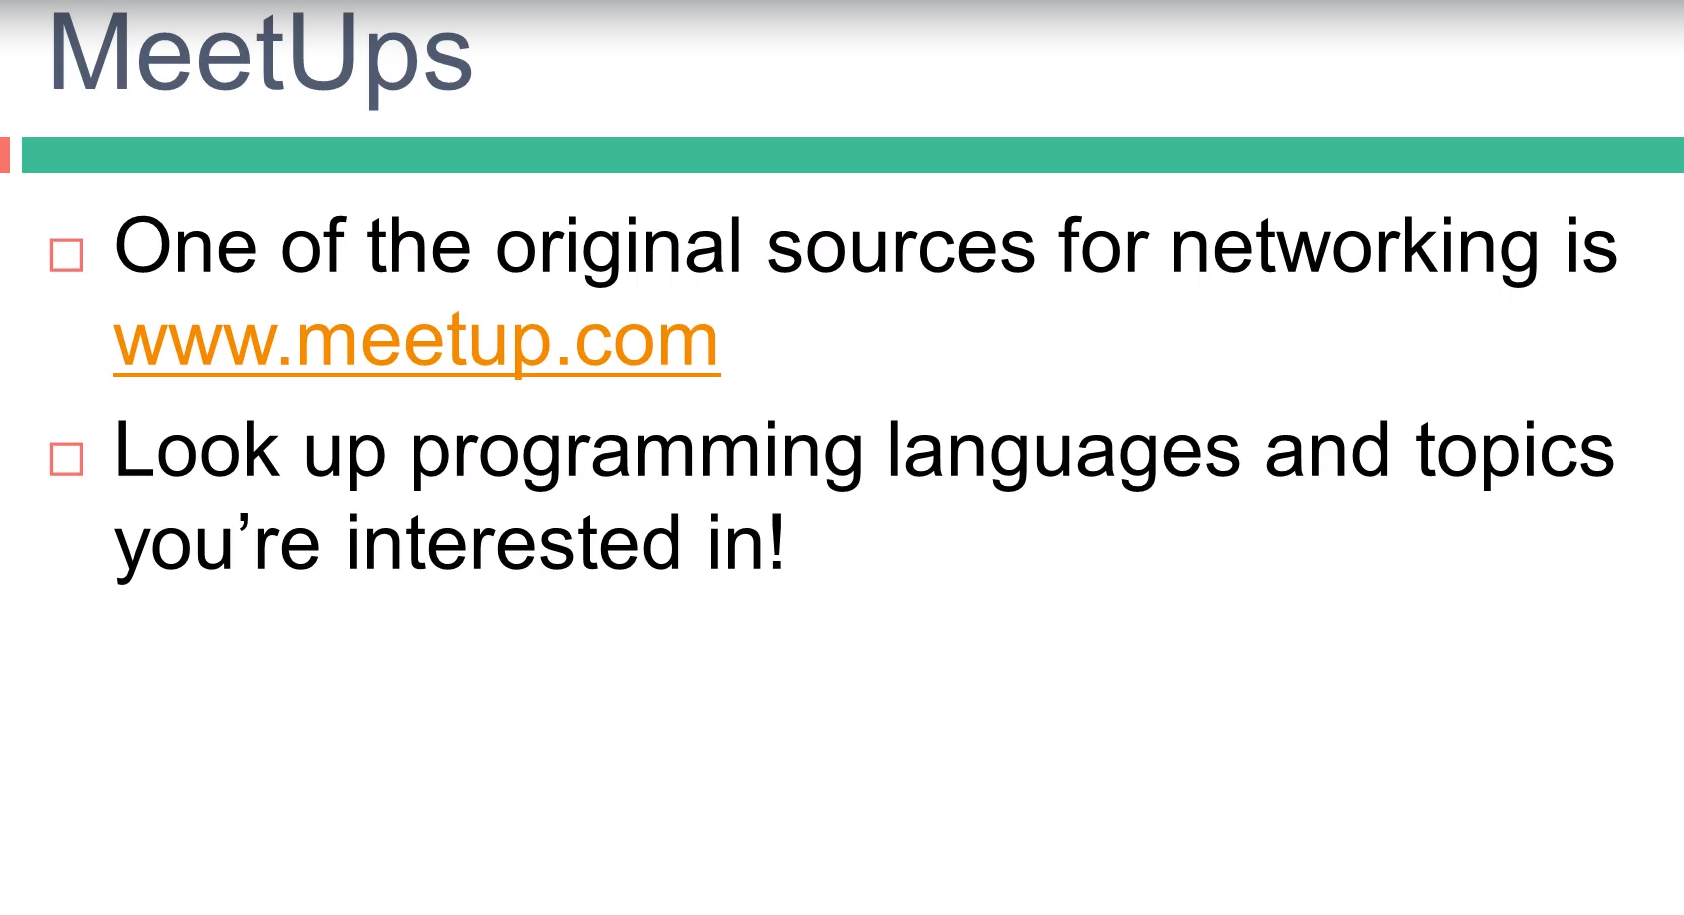 MeetUps
One of the original sources for networking is
www.meetup.com
Look up programming languages and topics
you’re interested in!